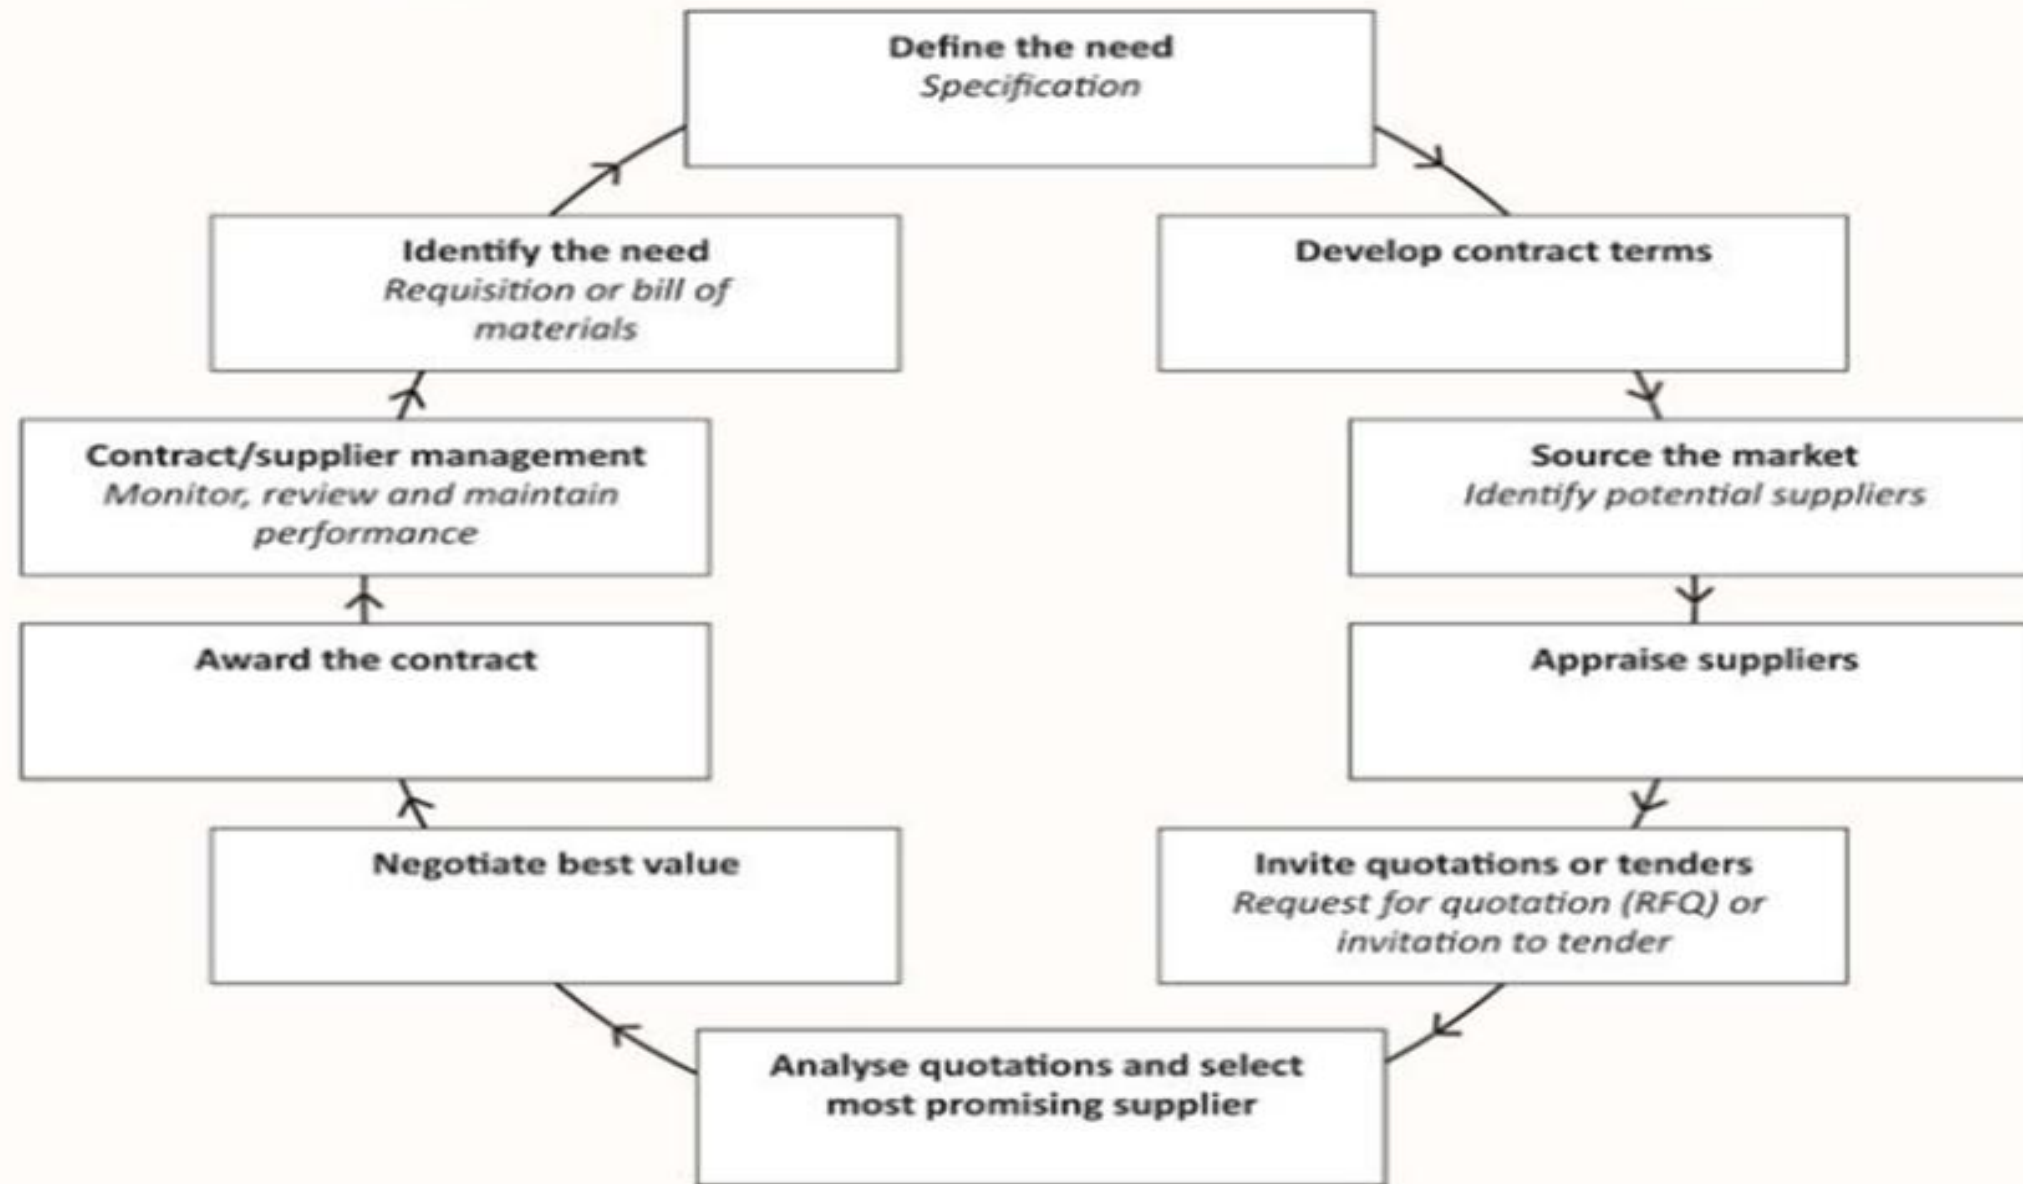 Define the need
Specification
Identify the need
Requisition or bill of
materials
Develop contract terms
Contract/supplier management
Monitor, review and maintain
performance
Source the market
Identify potential suppliers
Award the contract
Appraise suppliers
Negotiate best value
Invite quotations or tenders
Request for quotation (RFQ) or
invitation to tender
Analyse quotations and select
most promising supplier